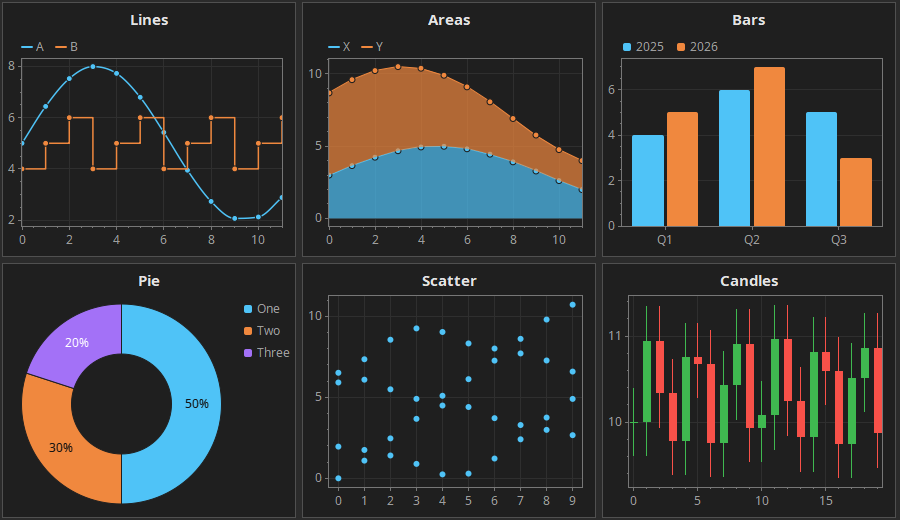 Lines
A B
8
6
4
2
0 2 4 6 8 10
Areas
X Y
10
5
0
0 2 4 6 8 10
Bars
2025 2026
6
4
2
0
Q1 Q2 Q3
Pie
One
Two
Three
20%
50%
30%
Scatter
10
5
0
0 1 2 3 4 5 6 7 8 9
Candles
11
10
0 5 10 15